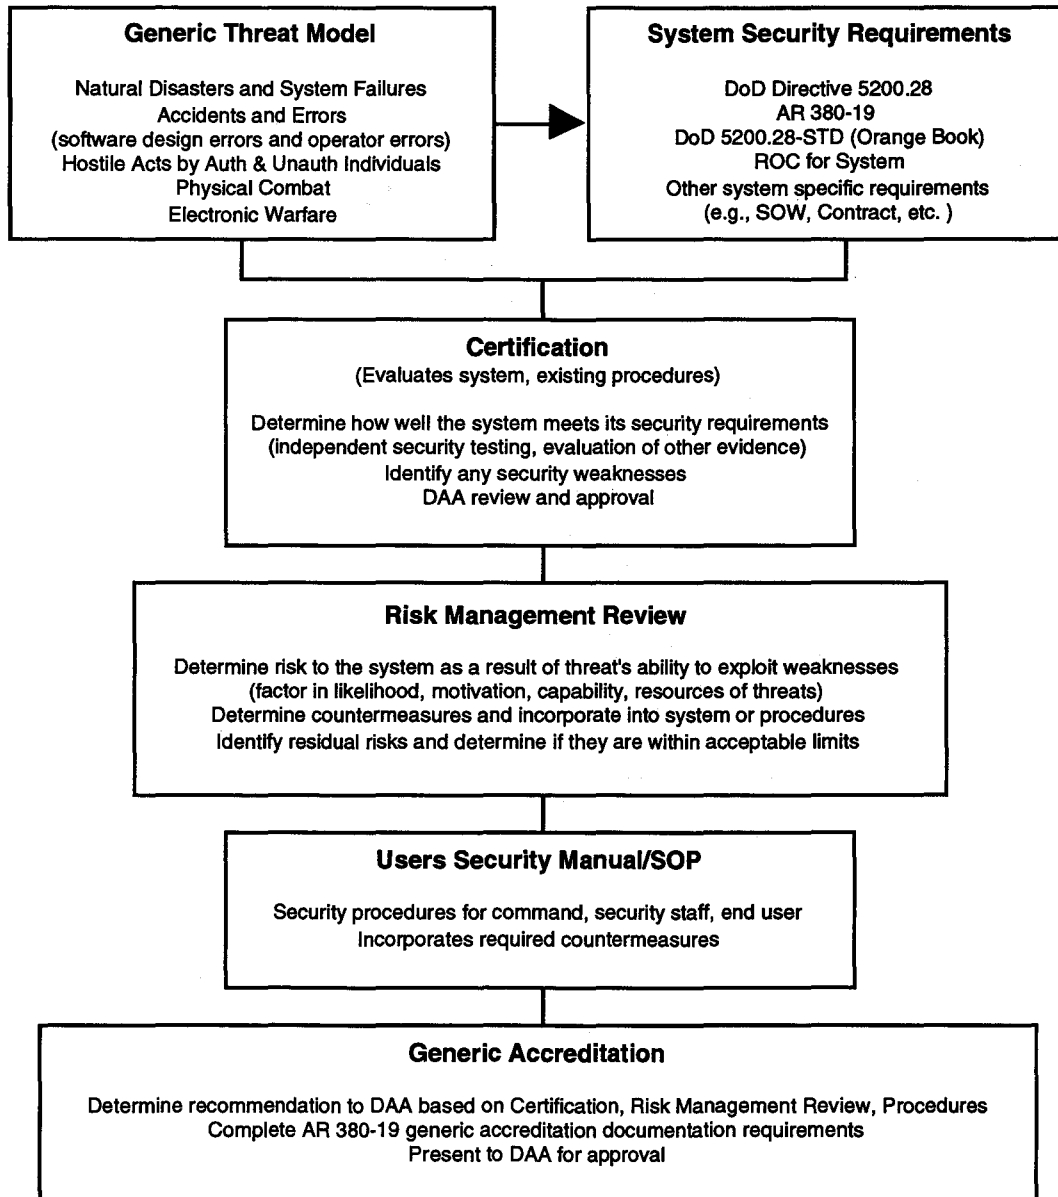 Generic Threat Model
Natural Disasters and System Failures
Accidents and Errors
(software design errors and operator errors)
Hostile Acts by Auth & Unauth Individuals
Physical Combat
Electronic Warfare
System Security Requirements
DoD Directive 5200.28
AR 380-19
DoD 5200.28-STD (Orange Book)
ROC for System
Other system specific requirements
(e.g., SOW, Contract, etc. )
Certification
(Evaluates system, existing procedures)
Determine how well the system meets its security requirements
(independent security testing, evaluation of other evidence)
Identify any security weaknesses
DAA review and approval
Risk Management Review
Determine risk to the system as a result of threat's ability to exploit weaknesses
(factor in likelihood, motivation, capability, resources of threats)
Determine countermeasures and incorporate into system or procedures
Identify residual risks and determine if they are within acceptable limits
Users Security Manual/SOP
Security procedures for command, security staff, end user
Incorporates required countermeasures
Generic Accreditation
Determine recommendation to DAA based on Certification, Risk Management Review, Procedures
Complete AR 380-19 generic accreditation documentation requirements
Present to DAA for approval